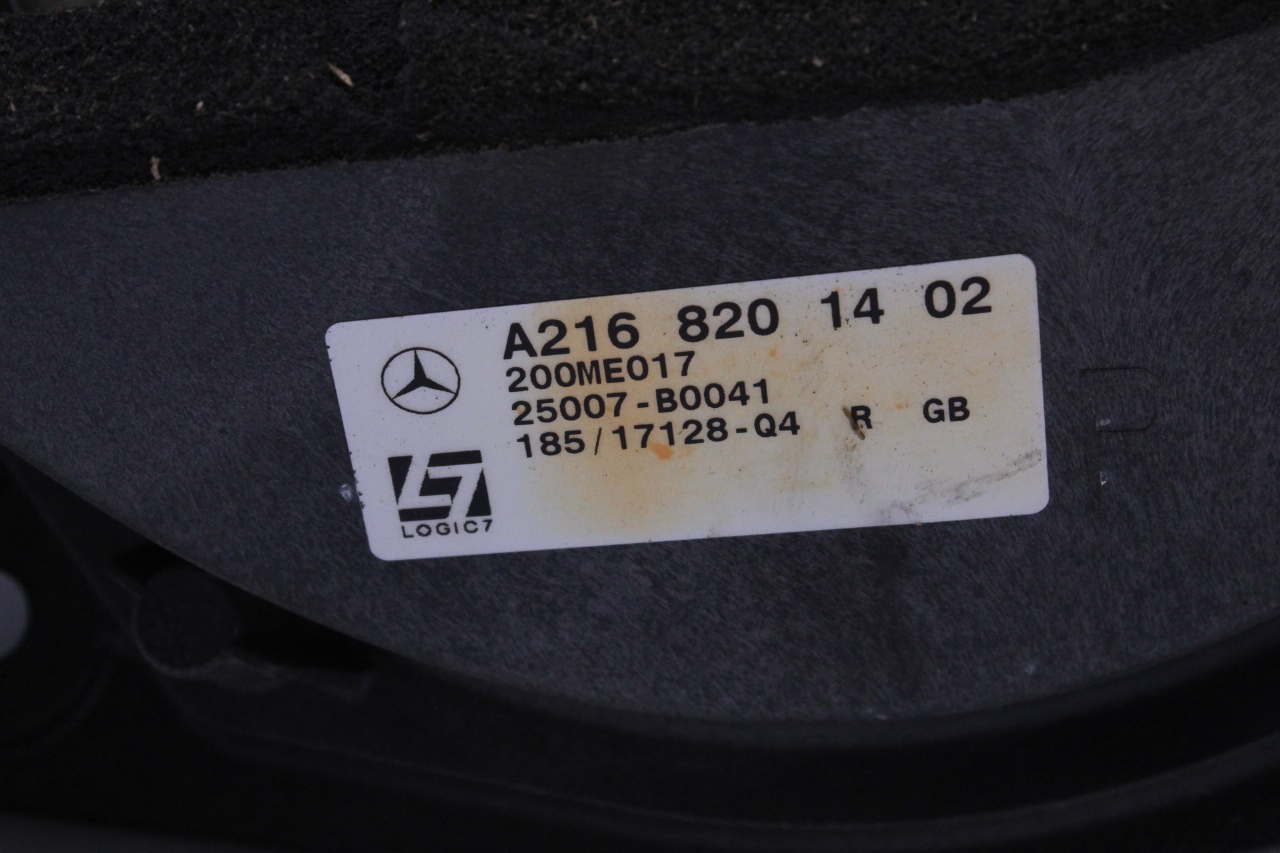 A216 820 14 02
200ME017
25007-B0041
185/17128-Q4 R GB
LOGIC7